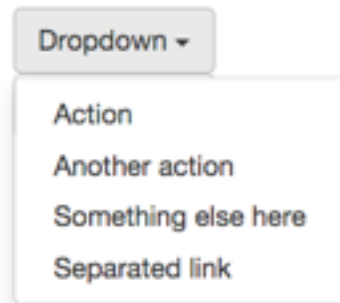 Dropdown
Action
Another action
Something else here
Separated link